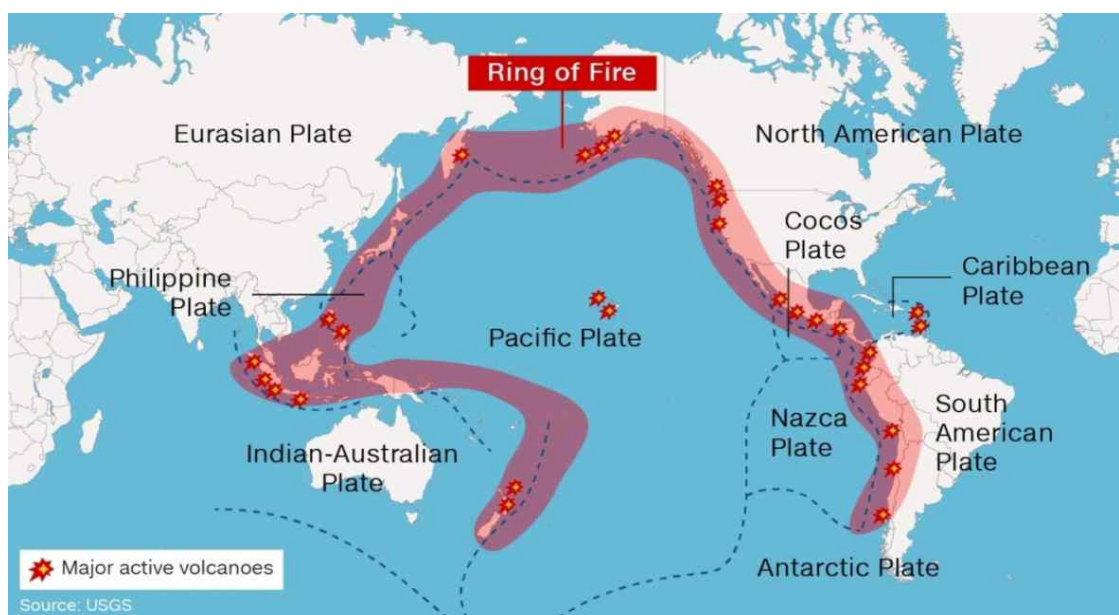 Ring of Fire
Eurasian Plate
North American Plate
Cocos
Plate
Caribbean
Plate
Philippine
Plate
Pacific Plate
Nazca
Plate
South
American
Plate
Indian-Australian
Plate
Antarctic Plate
Major active volcanoes
Source: USGS